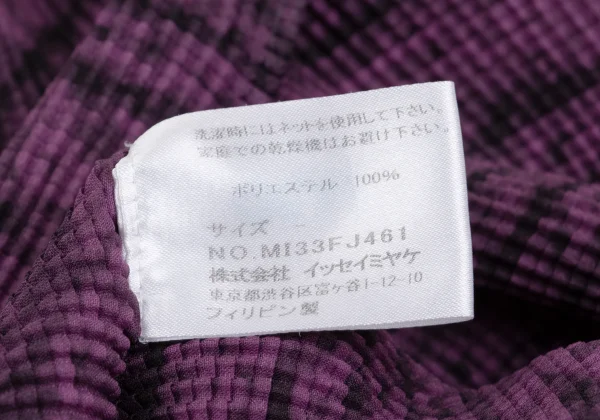 洗濯時にはネットを使用して下さい。
家庭での乾燥機はお避け下さい。
ポリエステル 100%
サイズ -
NO.MI33FJ461
株式会社 イッセイミヤケ
東京都渋谷区富ヶ谷1-12-10
フィリピン製